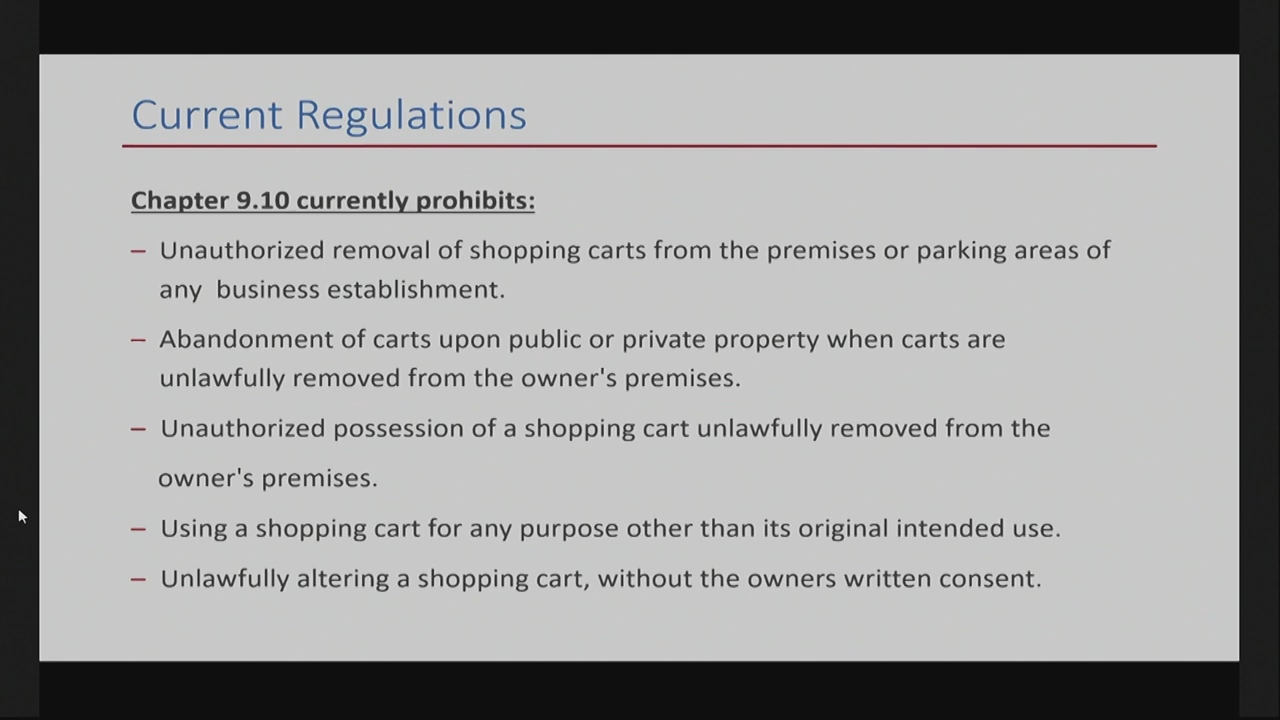 Current Regulations
Chapter 9.10 currently prohibits:
– Unauthorized removal of shopping carts from the premises or parking areas of
any  business establishment.
– Abandonment of carts upon public or private property when carts are
unlawfully removed from the owner's premises.
– Unauthorized possession of a shopping cart unlawfully removed from the
owner's premises.
– Using a shopping cart for any purpose other than its original intended use.
– Unlawfully altering a shopping cart, without the owners written consent.